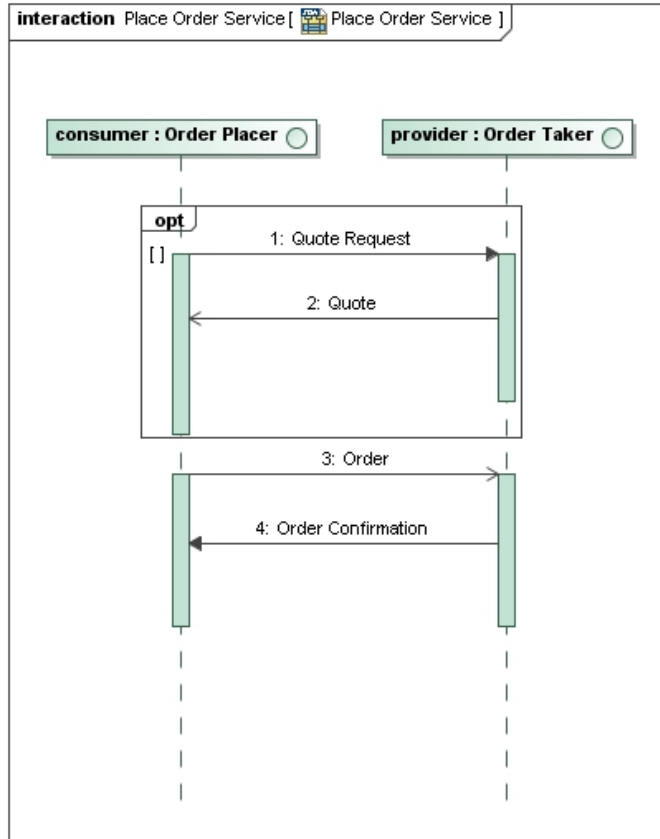 interaction Place Order Service [ Place Order Service ]
consumer : Order Placer
provider : Order Taker
opt
1: Quote Request
[ ]
2: Quote
3: Order
4: Order Confirmation